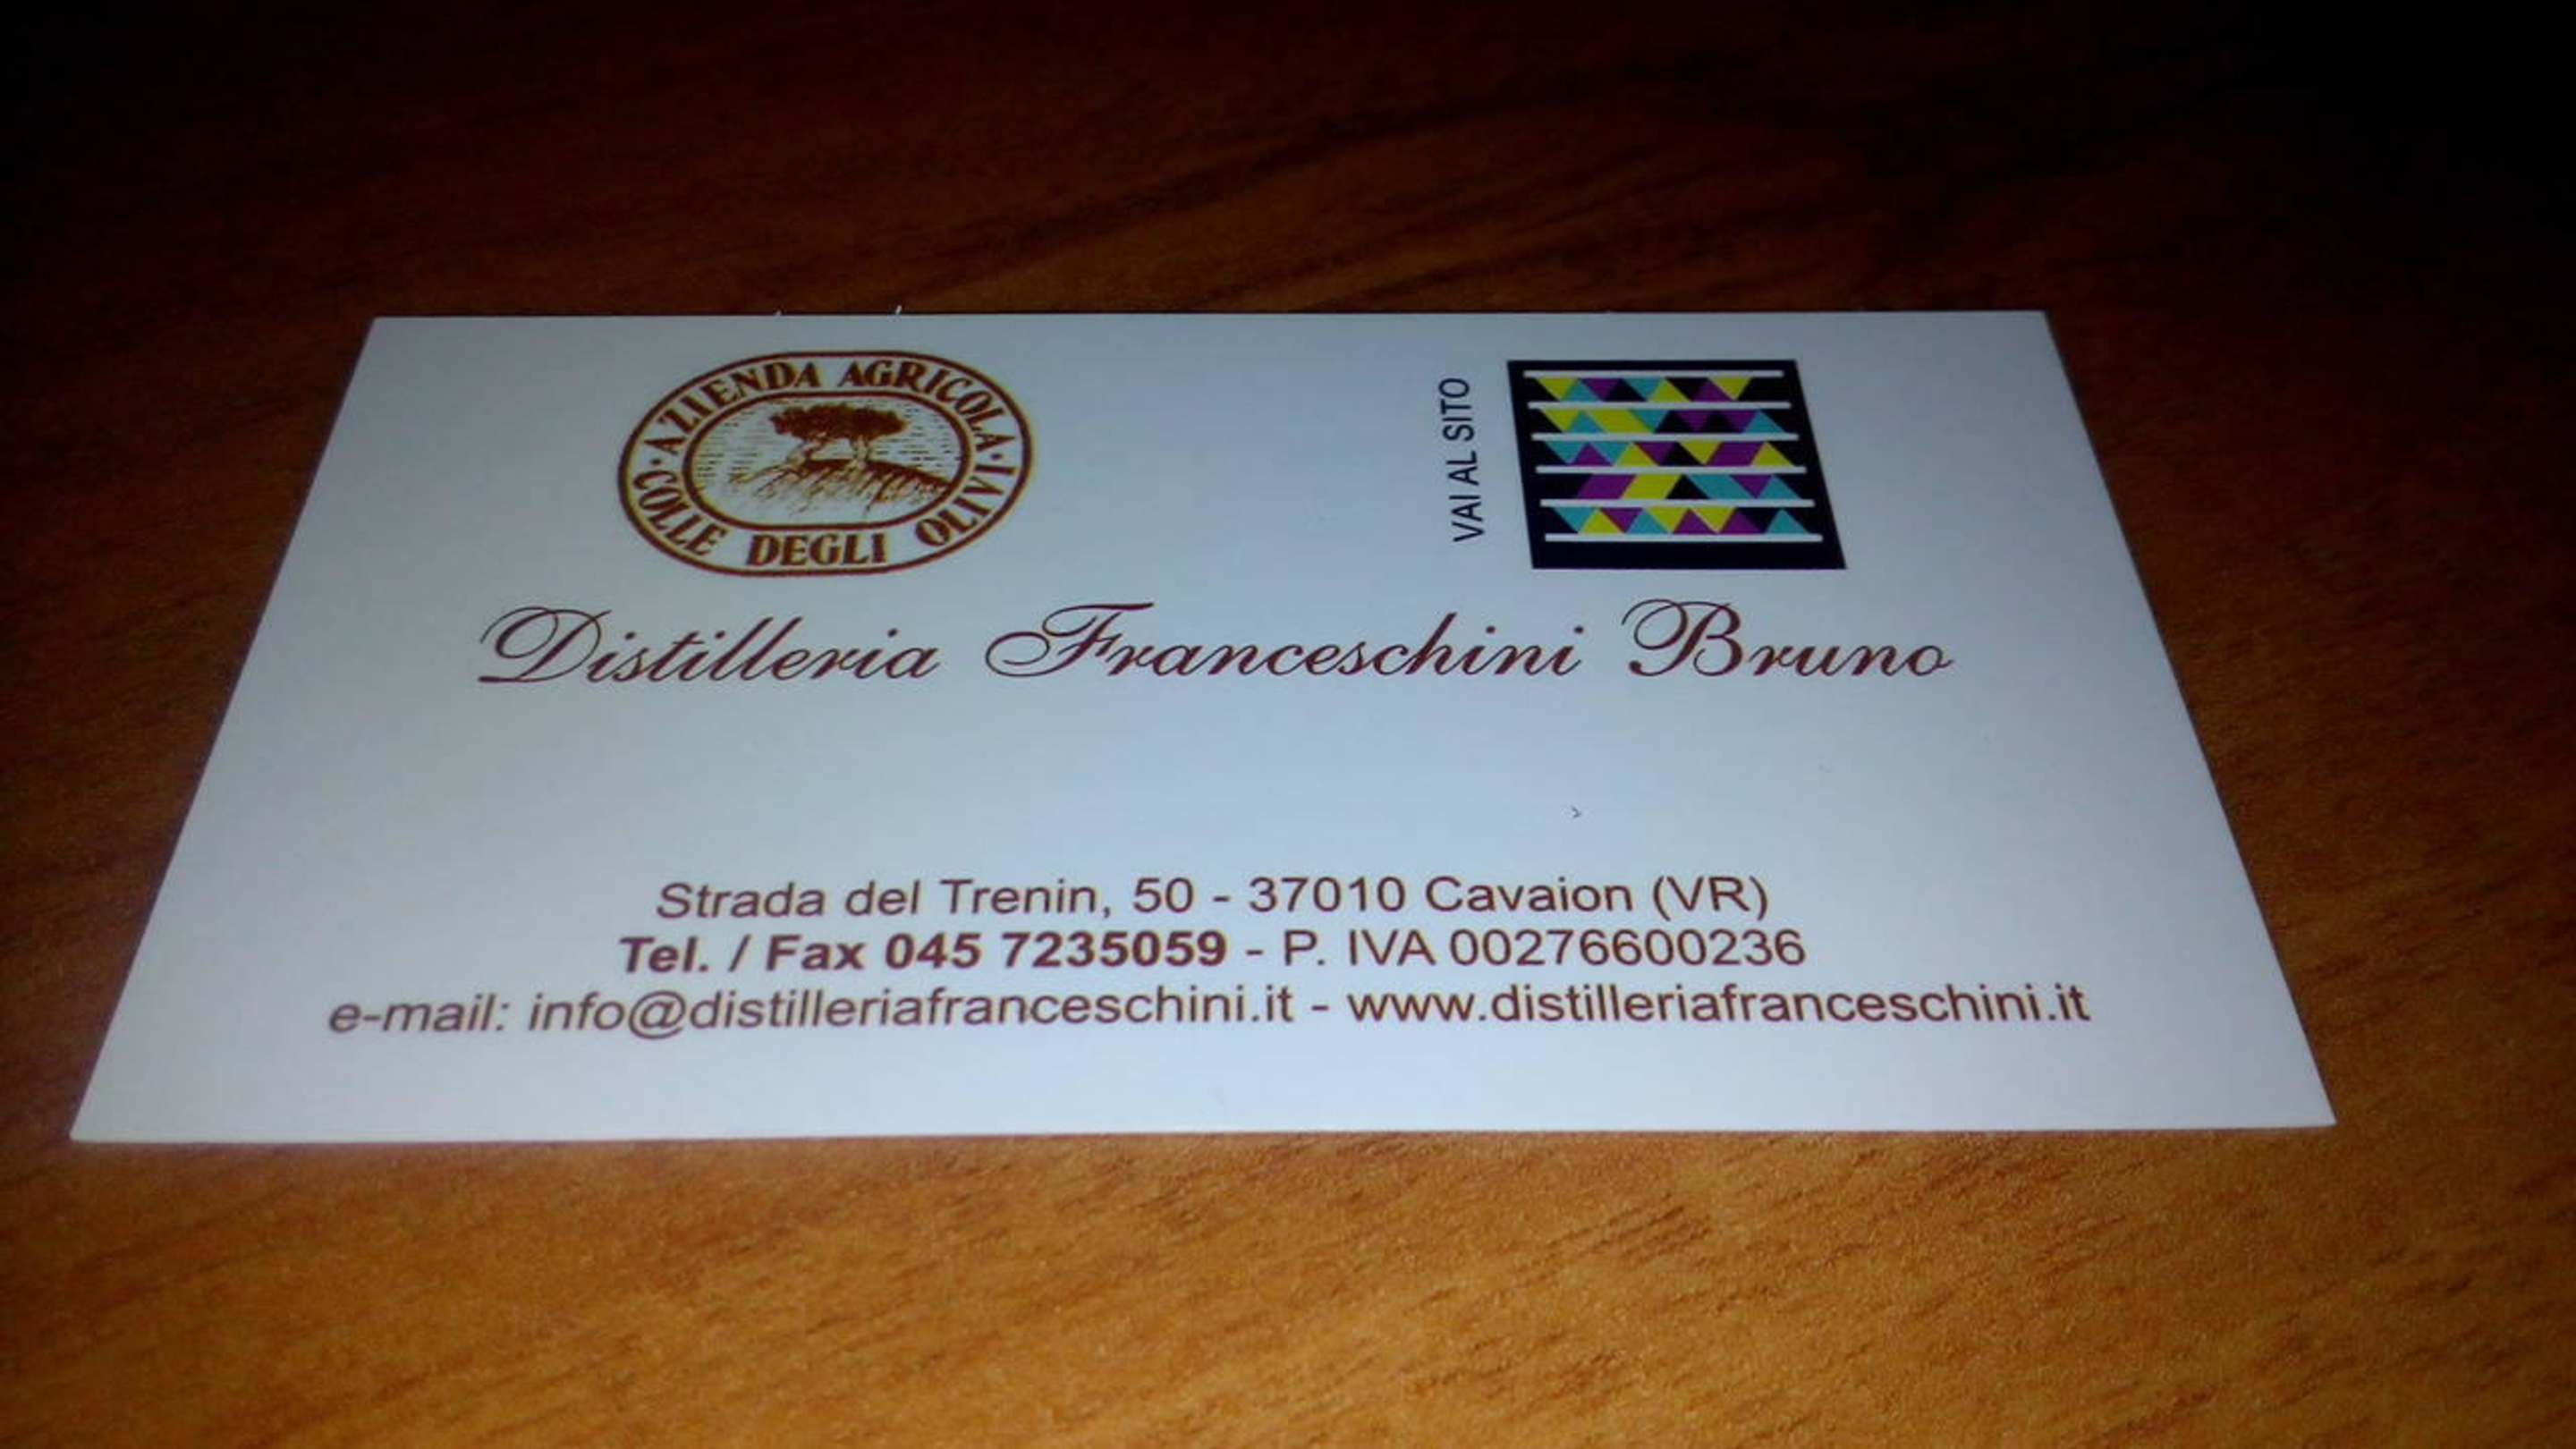 AZIENDA AGRICOLA
COLLE DEGLI OLIVI
VAI AL SITO
Distilleria Franceschini Bruno
Strada del Trenin, 50 - 37010 Cavaion (VR)
Tel. / Fax 045 7235059 - P. IVA 00276600236
e-mail: info@distilleriafranceschini.it - www.distilleriafranceschini.it